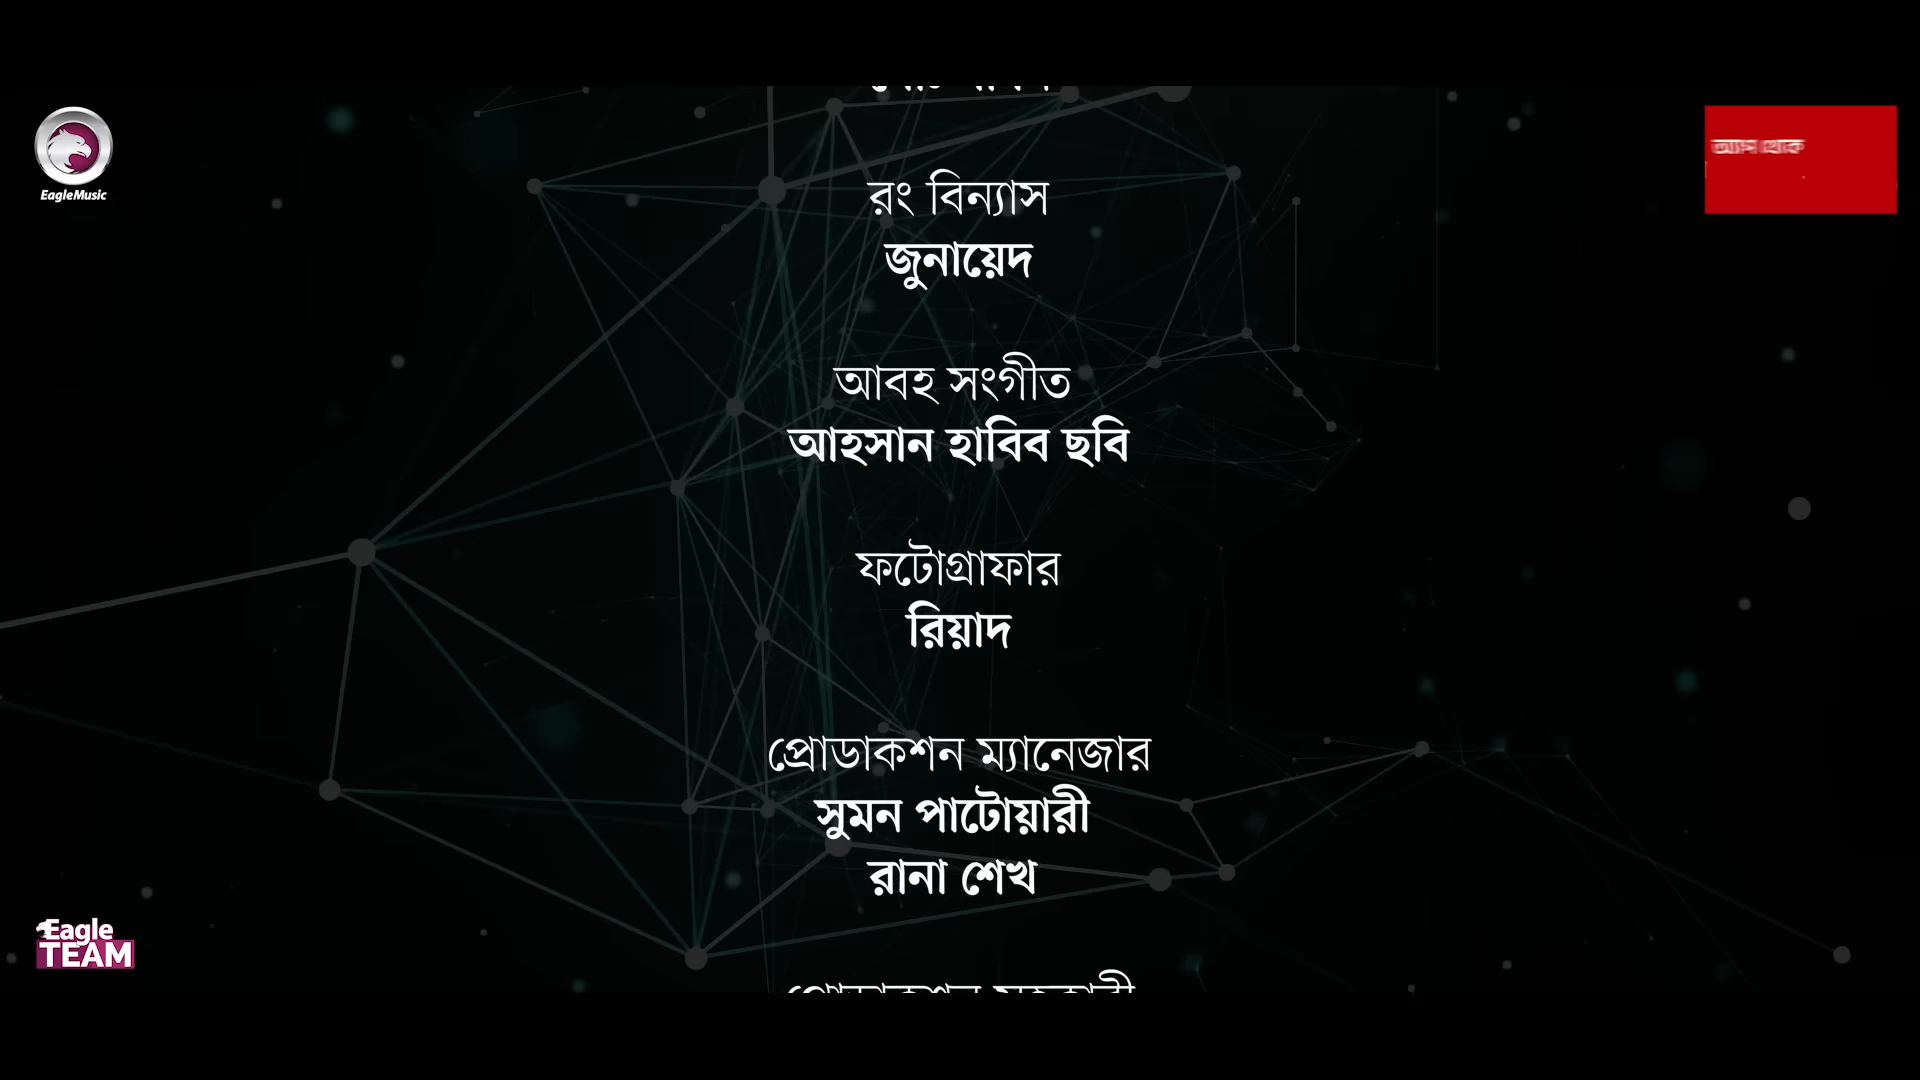 EagleMusic
রং বিন্যাস
জুনায়েদ
আবহ সংগীত
আহসান হাবিব ছবি
ফটোগ্রাফার
রিয়াদ
প্রোডাকশন ম্যানেজার
সুমন পাটোয়ারী
রানা শেখ
Eagle
TEAM